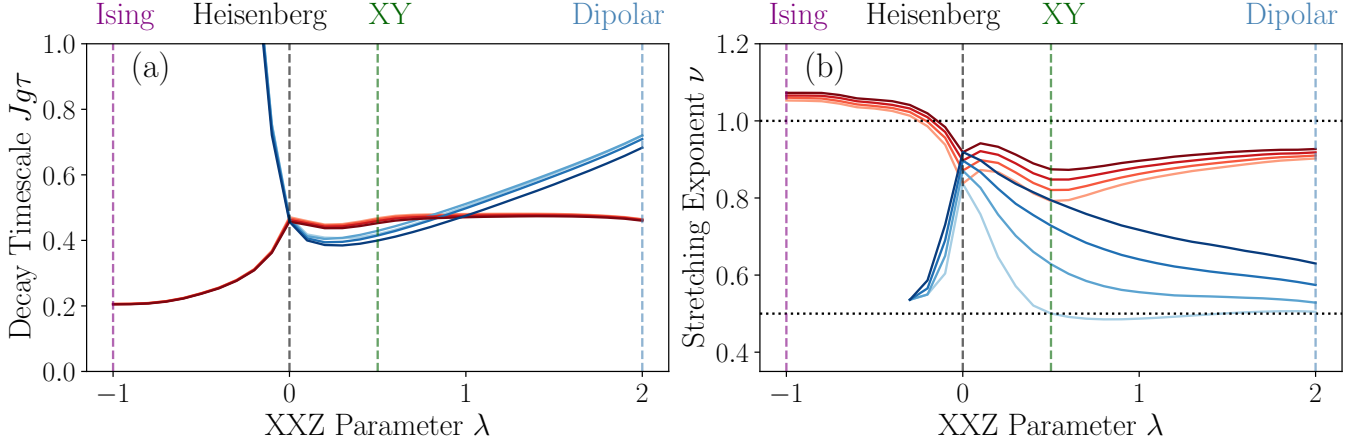 Ising Heisenberg XY Dipolar
(a)
Decay Timescale Jgτ
1.0
0.8
0.6
0.4
0.2
0.0
−1 0 1 2
XXZ Parameter λ
Ising Heisenberg XY Dipolar
(b)
Stretching Exponent ν
1.2
1.0
0.8
0.6
0.4
−1 0 1 2
XXZ Parameter λ